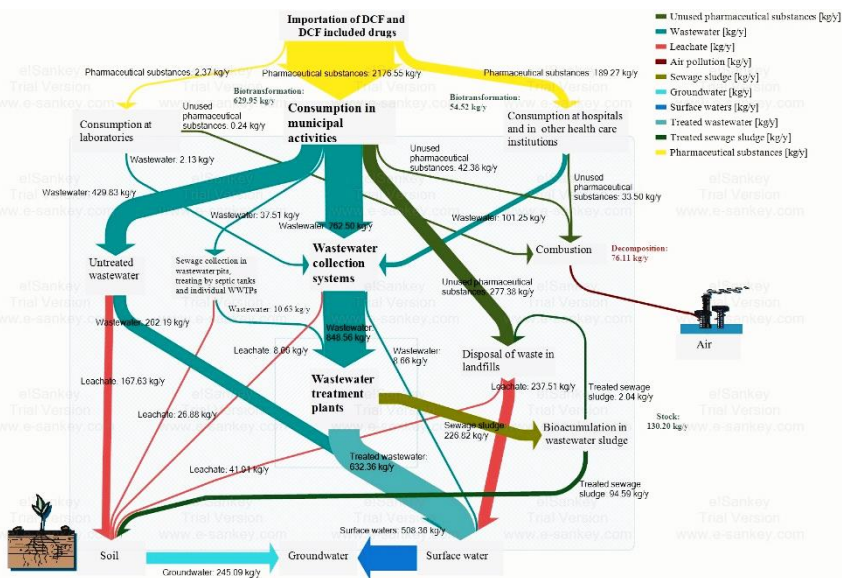 Importation of DCF and
DCF included drugs
Unused pharmaceutical substances [kg/y]
Wastewater [kg/y]
Leachate [kg/y]
Air pollution [kg/y]
Sewage sludge [kg/y]
Groundwater [kg/y]
Surface waters [kg/y]
Treated wastewater [kg/y]
Treated sewage sludge [kg/y]
Pharmaceutical substances [kg/y]
Pharmaceutical substances: 2.37 kg/y
Pharmaceutical substances: 2176.55 kg/y
Pharmaceutical substances: 189.27 kg/y
Biotransformation:
629.95 kg/y
Biotransformation:
54.52 kg/y
Unused
pharmaceutical
substances: 0.24 kg/y
Consumption at
laboratories
Consumption in
municipal
activities
Consumption at hospitals
and in other health care
institutions
Unused
pharmaceutical
substances: 42.38 kg/y
Unused
pharmaceutical
substances: 33.50 kg/y
Wastewater: 2.13 kg/y
Wastewater: 429.83 kg/y
Wastewater: 37.51 kg/y
Wastewater: 762.50 kg/y
Wastewater: 101.25 kg/y
Untreated
wastewater
Sewage collection in
wastewater pits,
treating by septic tanks
and individual WWTPs
Wastewater
collection
systems
Combustion
Decomposition:
76.11 kg/y
Unused pharmaceutical
substances: 277.38 kg/y
Wastewater: 262.19 kg/y
Wastewater: 10.63 kg/y
Wastewater:
848.56 kg/y
Wastewater:
8.66 kg/y
Air
Leachate: 8.66 kg/y
Disposal of waste in
landfills
Leachate: 167.63 kg/y
Leachate: 26.88 kg/y
Wastewater
treatment
plants
Leachate: 237.51 kg/y
Treated sewage
sludge: 2.04 kg/y
Stock:
130.20 kg/y
Sewage sludge:
226.82 kg/y
Bioacumulation in
wastewater sludge
Leachate: 41.91 kg/y
Treated wastewater:
632.36 kg/y
Treated sewage
sludge: 94.59 kg/y
Surface waters: 508.36 kg/y
Soil
Groundwater
Surface water
Groundwater: 245.09 kg/y
e!Sankey
Trial Version
www.e-sankey.com